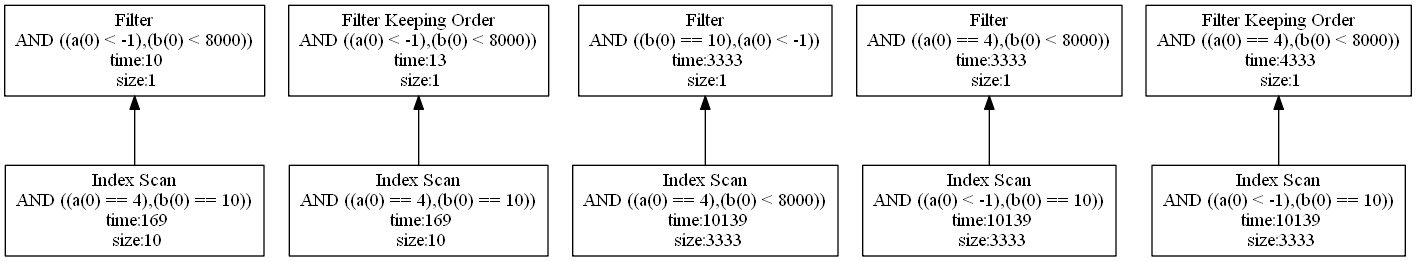 Filter
AND ((a(0) < -1),(b(0) < 8000))
time:10
size:1
Filter Keeping Order
AND ((a(0) < -1),(b(0) < 8000))
time:13
size:1
Filter
AND ((b(0) == 10),(a(0) < -1))
time:3333
size:1
Filter
AND ((a(0) == 4),(b(0) < 8000))
time:3333
size:1
Filter Keeping Order
AND ((a(0) == 4),(b(0) < 8000))
time:4333
size:1
Index Scan
AND ((a(0) == 4),(b(0) == 10))
time:169
size:10
Index Scan
AND ((a(0) == 4),(b(0) == 10))
time:169
size:10
Index Scan
AND ((a(0) == 4),(b(0) < 8000))
time:10139
size:3333
Index Scan
AND ((a(0) < -1),(b(0) == 10))
time:10139
size:3333
Index Scan
AND ((a(0) < -1),(b(0) == 10))
time:10139
size:3333